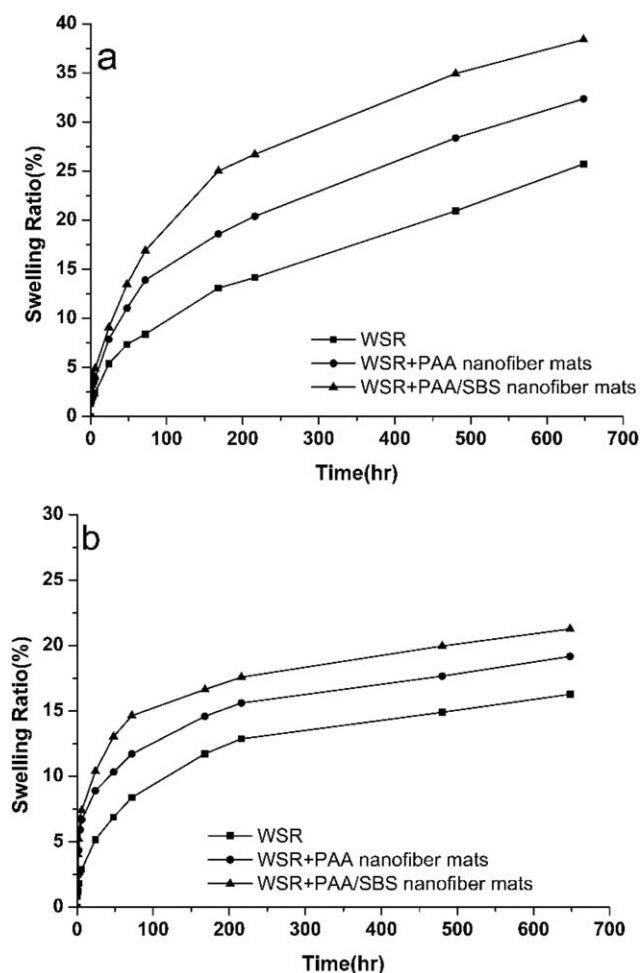 a
40
35
30
25
20
15
10
5
0
Swelling Ratio(%)
WSR
WSR+PAA nanofiber mats
WSR+PAA/SBS nanofiber mats
0 100 200 300 400 500 600 700
Time(hr)
b
30
25
20
15
10
5
0
Swelling Ratio(%)
WSR
WSR+PAA nanofiber mats
WSR+PAA/SBS nanofiber mats
0 100 200 300 400 500 600 700
Time(hr)